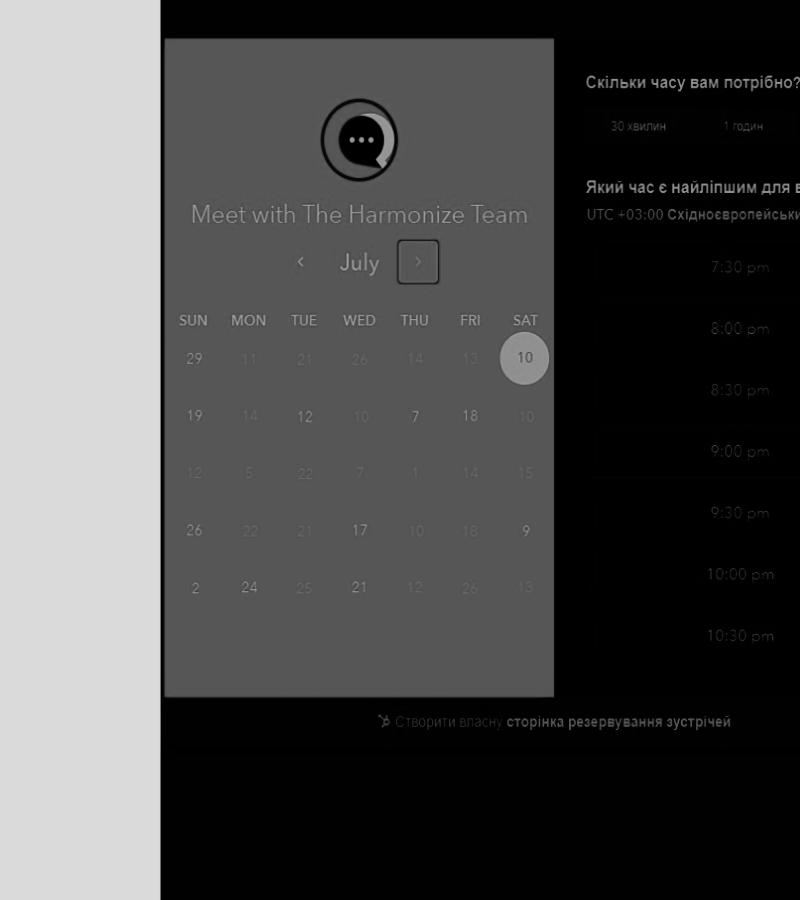 Meet with The Harmonize Team
July
SUN MON TUE WED THU FRI SAT
29 11 21 26 14 13 10
19 14 12 10 7 18 10
12 5 22 7 1 14 15
26 22 21 17 10 18 9
2 24 25 21 12 26 13
Скільки часу вам потрібно?
30 хвилин 1 годин
Який час є найліпшим для
UTC +03:00
7:30 pm
8:00 pm
8:30 pm
9:00 pm
9:30 pm
10:00 pm
10:30 pm
Створити власну сторінка резервування зустрічей